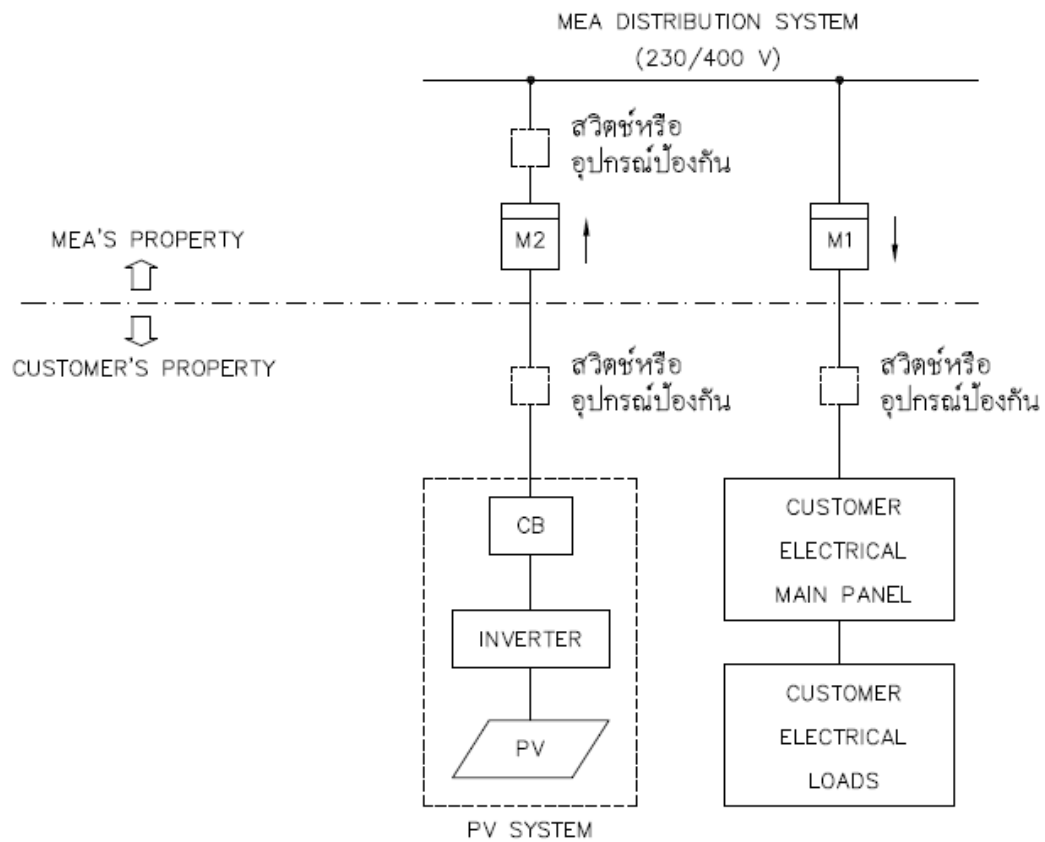 MEA DISTRIBUTION SYSTEM
(230/400 V)
สวิตช์หรือ
อุปกรณ์ป้องกัน
M2
M1
MEA'S PROPERTY
CUSTOMER'S PROPERTY
สวิตช์หรือ
อุปกรณ์ป้องกัน
สวิตช์หรือ
อุปกรณ์ป้องกัน
CB
INVERTER
PV
PV SYSTEM
CUSTOMER
ELECTRICAL
MAIN PANEL
CUSTOMER
ELECTRICAL
LOADS